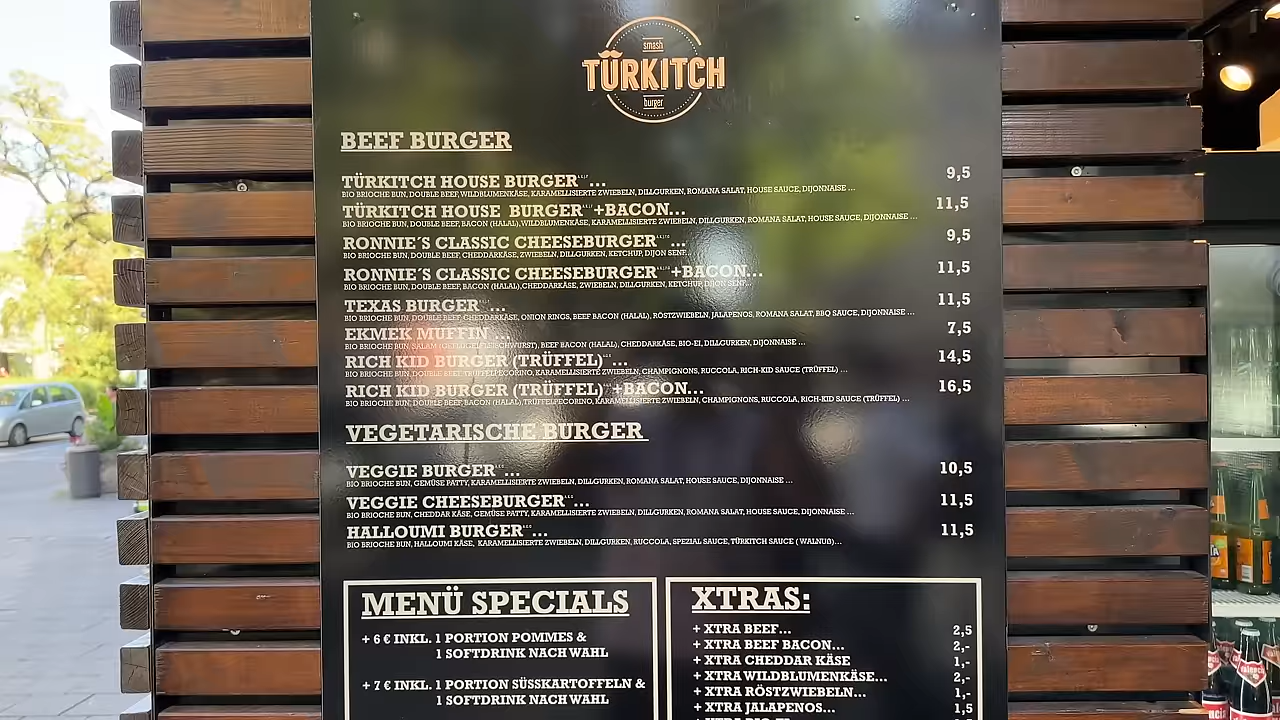 smash
TÜRKITCH
burger
BEEF BURGER
TÜRKITCH HOUSE BURGER ... 9,5
BIO BRIOCHE BUN, DOUBLE BEEF, WILDBLUMENKÄSE, KARAMELLISIERTE ZWIEBELN, DILLGURKEN, ROMANA SALAT, HOUSE SAUCE, DIJONNAISE ...
TÜRKITCH HOUSE BURGER +BACON... 11,5
BIO BRIOCHE BUN, DOUBLE BEEF, BACON (HALAL), WILDBLUMENKÄSE, KARAMELLISIERTE ZWIEBELN, DILLGURKEN, ROMANA SALAT, HOUSE SAUCE, DIJONNAISE ...
RONNIE´S CLASSIC CHEESEBURGER ... 9,5
BIO BRIOCHE BUN, DOUBLE BEEF, CHEDDARKÄSE, ZWIEBELN, DILLGURKEN, KETCHUP, DIJON SENF...
RONNIE´S CLASSIC CHEESEBURGER +BACON... 11,5
BIO BRIOCHE BUN, DOUBLE BEEF, BACON (HALAL), CHEDDARKÄSE, ZWIEBELN, DILLGURKEN, KETCHUP, DIJON SENF...
TEXAS BURGER ... 11,5
BIO BRIOCHE BUN, DOUBLE BEEF, CHEDDARKÄSE, ONION RINGS, BEEF BACON (HALAL), RÖSTZWIEBELN, JALAPENOS, ROMANA SALAT, BBQ SAUCE, DIJONNAISE ...
EKMEK MUFFIN ... 7,5
BIO BRIOCHE BUN, SALAMI (GEFLÜGELFLEISCHWURST), BEEF BACON (HALAL), CHEDDARKÄSE, BIO-EI, DILLGURKEN, DIJONNAISE ...
RICH KID BURGER (TRÜFFEL) ... 14,5
BIO BRIOCHE BUN, DOUBLE BEEF, TRÜFFELPECORINO, KARAMELLISIERTE ZWIEBELN, CHAMPIGNONS, RUCCOLA, RICH-KID SAUCE (TRÜFFEL) ...
RICH KID BURGER (TRÜFFEL) +BACON... 16,5
BIO BRIOCHE BUN, DOUBLE BEEF, BACON (HALAL), TRÜFFELPECORINO, KARAMELLISIERTE ZWIEBELN, CHAMPIGNONS, RUCCOLA, RICH-KID SAUCE (TRÜFFEL) ...
VEGETARISCHE BURGER
VEGGIE BURGER ... 10,5
BIO BRIOCHE BUN, GEMÜSE PATTY, KARAMELLISIERTE ZWIEBELN, DILLGURKEN, ROMANA SALAT, HOUSE SAUCE, DIJONNAISE ...
VEGGIE CHEESEBURGER ... 11,5
BIO BRIOCHE BUN, CHEDDAR KÄSE, GEMÜSE PATTY, KARAMELLISIERTE ZWIEBELN, DILLGURKEN, ROMANA SALAT, HOUSE SAUCE, DIJONNAISE ...
HALLOUMI BURGER ... 11,5
BIO BRIOCHE BUN, HALLOUMI KÄSE, KARAMELLISIERTE ZWIEBELN, DILLGURKEN, RUCCOLA, SPEZIAL SAUCE, TÜRKITCH SAUCE ( WALNUß)...
MENÜ SPECIALS
+ 6 € INKL. 1 PORTION POMMES &
1 SOFTDRINK NACH WAHL
+ 7 € INKL. 1 PORTION SÜSSKARTOFFELN &
1 SOFTDRINK NACH WAHL
XTRAS:
+ XTRA BEEF... 2,5
+ XTRA BEEF BACON... 2,-
+ XTRA CHEDDAR KÄSE 1,-
+ XTRA WILDBLUMENKÄSE... 2,-
+ XTRA RÖSTZWIEBELN... 1,-
+ XTRA JALAPENOS... 1,5